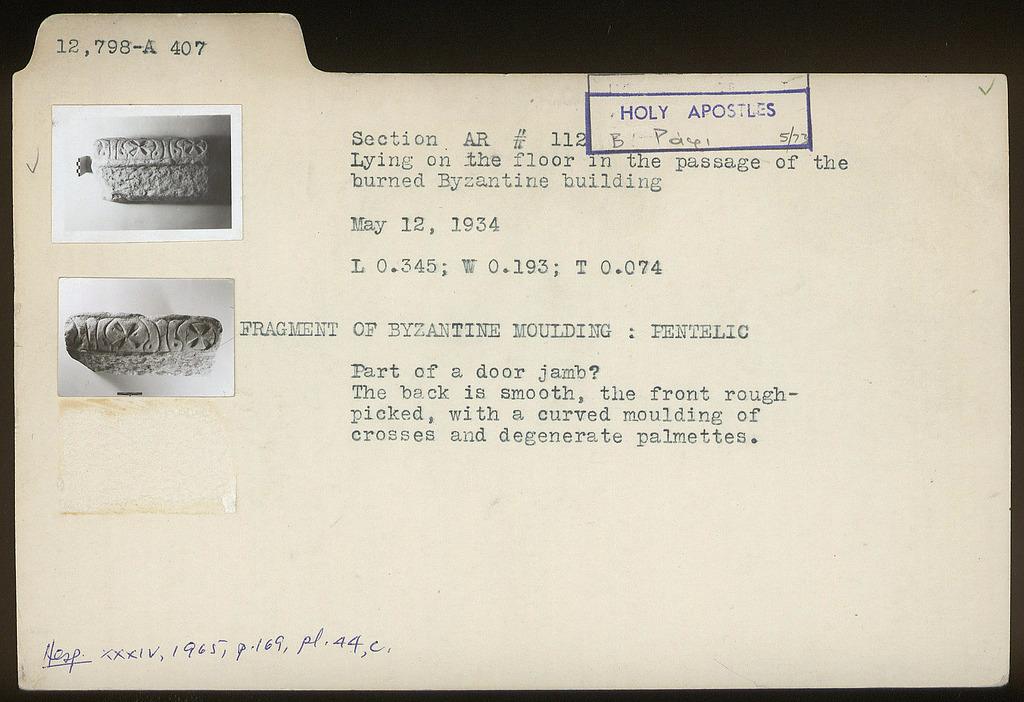 12,798-A 407
HOLY APOSTLES
5/73
Section AR # 112
Lying on the floor in the passage of the
burned Byzantine building
May 12, 1934
L 0.345; W 0.193; T 0.074
FRAGMENT OF BYZANTINE MOULDING : PENTELIC
Part of a door jamb?
The back is smooth, the front rough-
picked, with a curved moulding of
crosses and degenerate palmettes.
Hesp. XXXIV, 1965, p.169, pl. 44, c.